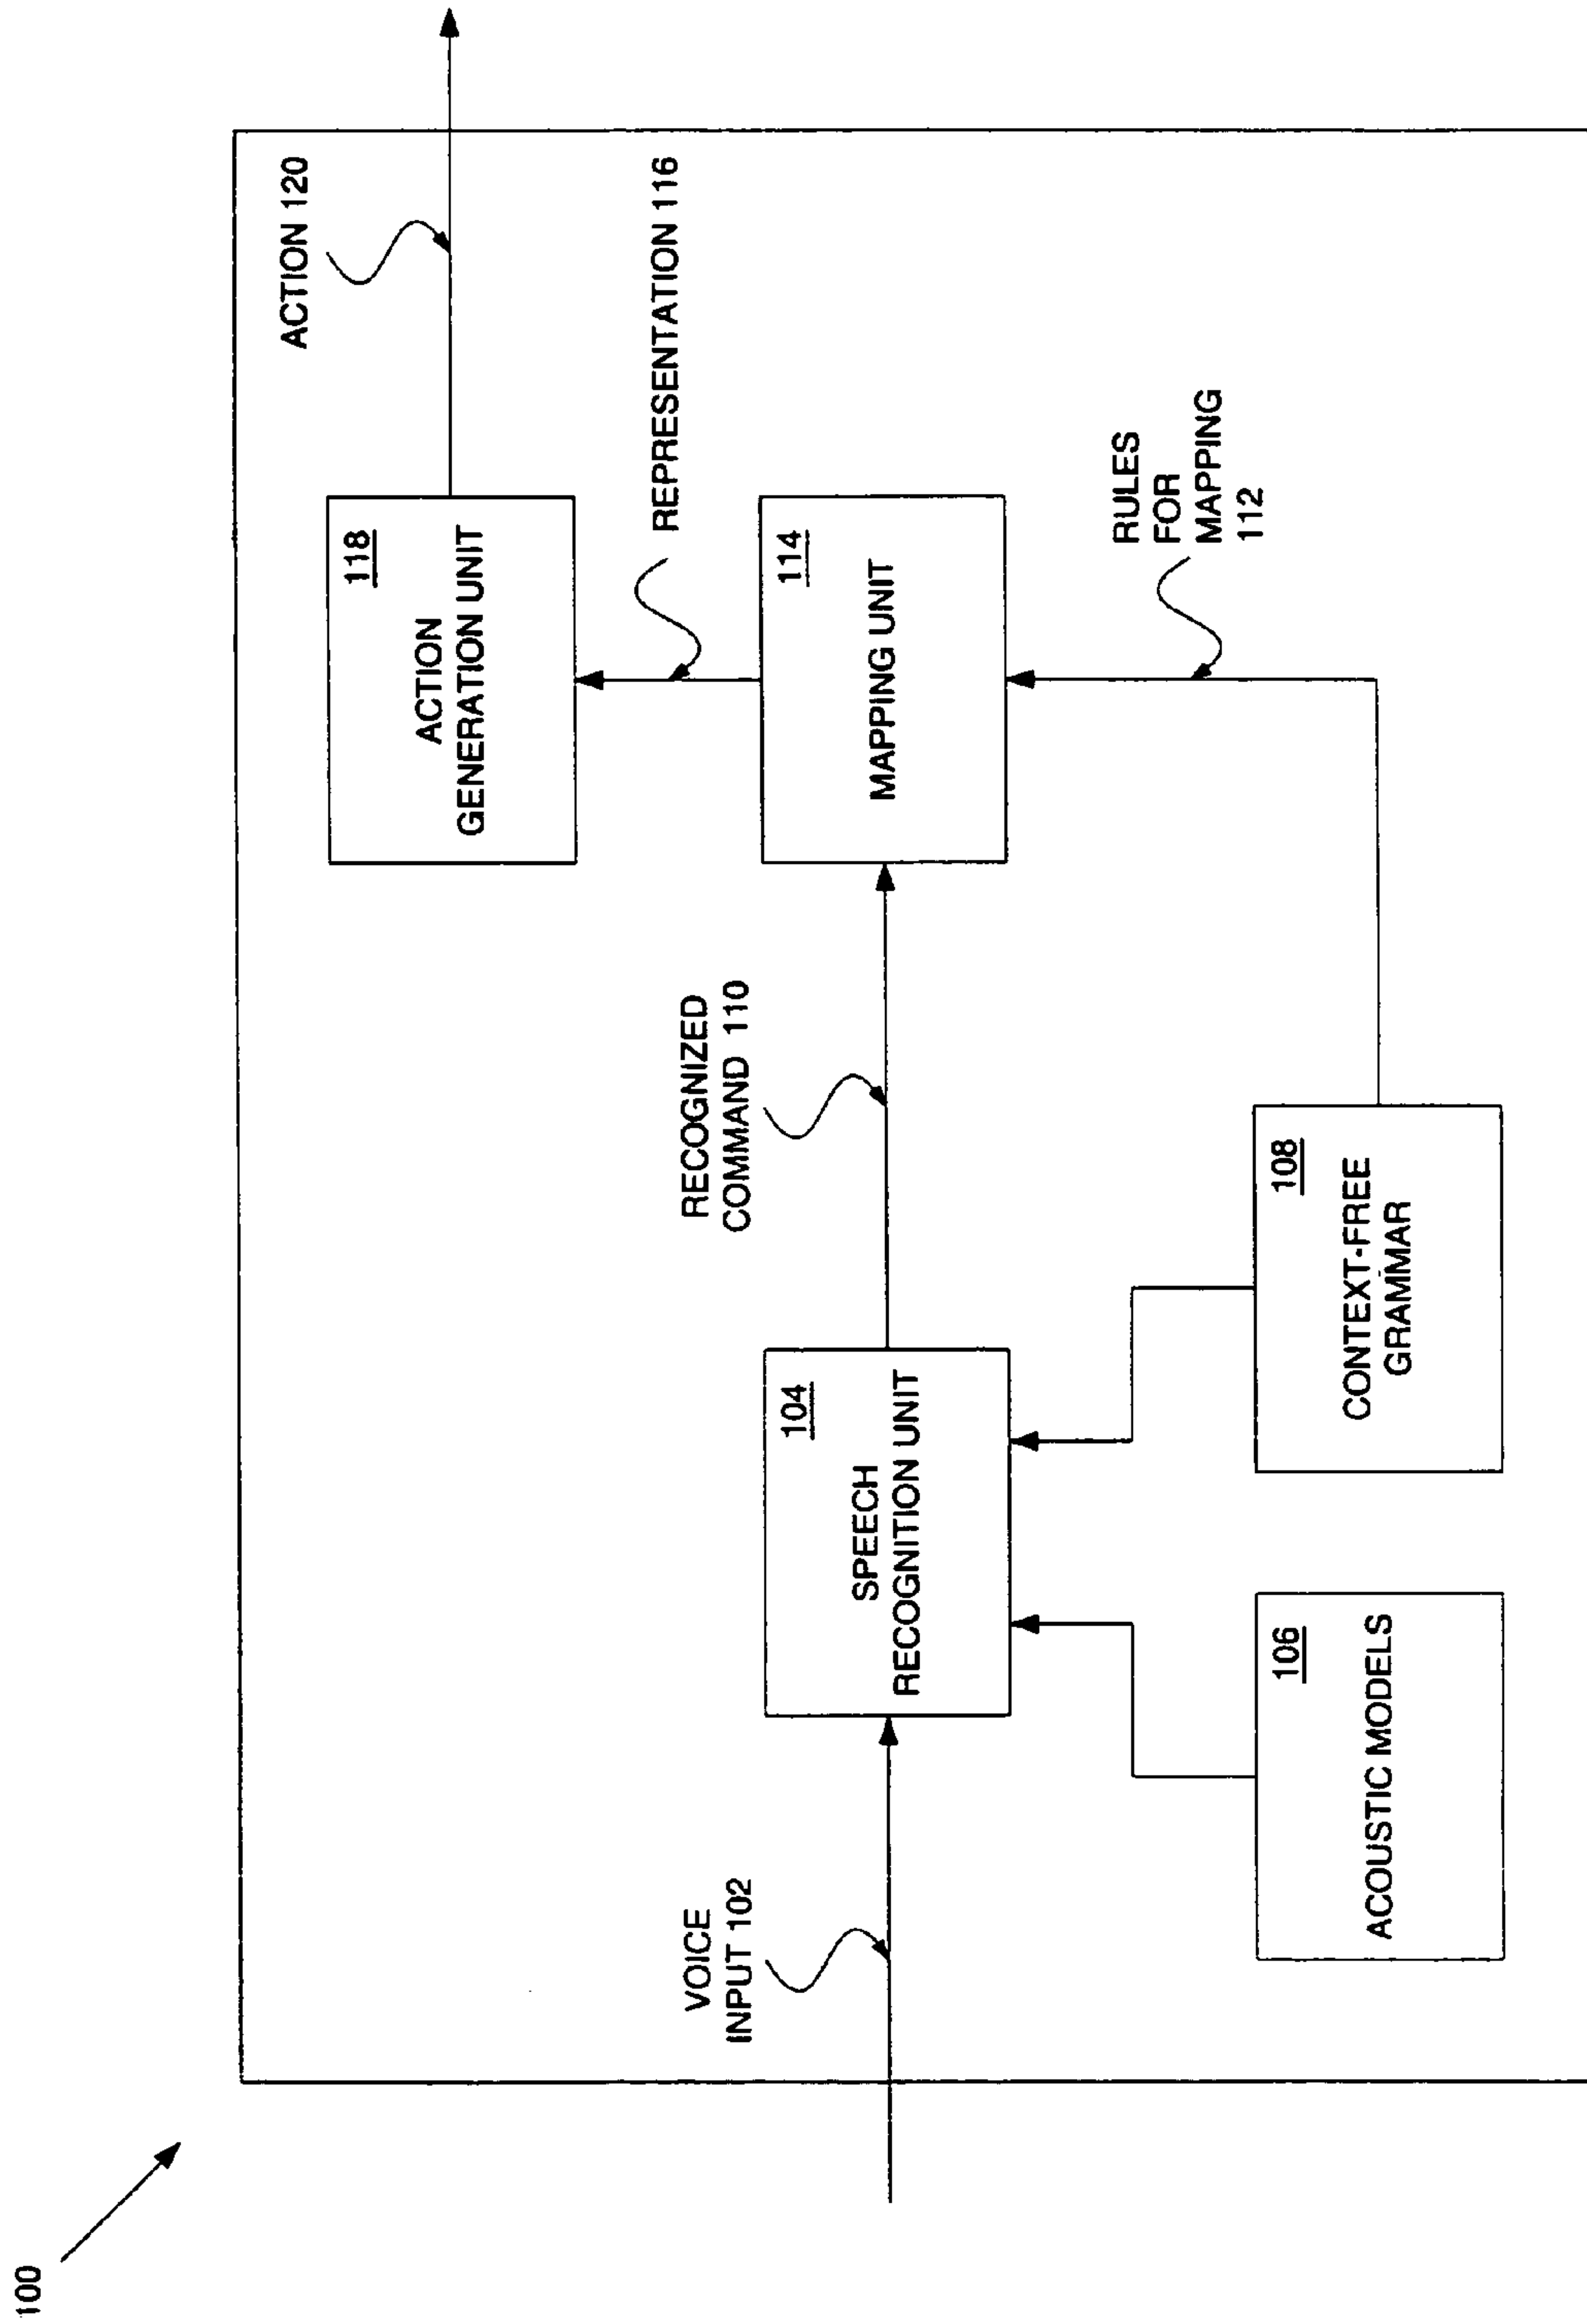 100
ACTION 120
118
ACTION
GENERATION UNIT
REPRESENTATION 116
RECOGNIZED
COMMAND 110
VOICE
INPUT 102
114
MAPPING UNIT
104
SPEECH
RECOGNITION UNIT
RULES
FOR
MAPPING
112
108
CONTEXT-FREE
GRAMMAR
106
ACOUSTIC MODELS